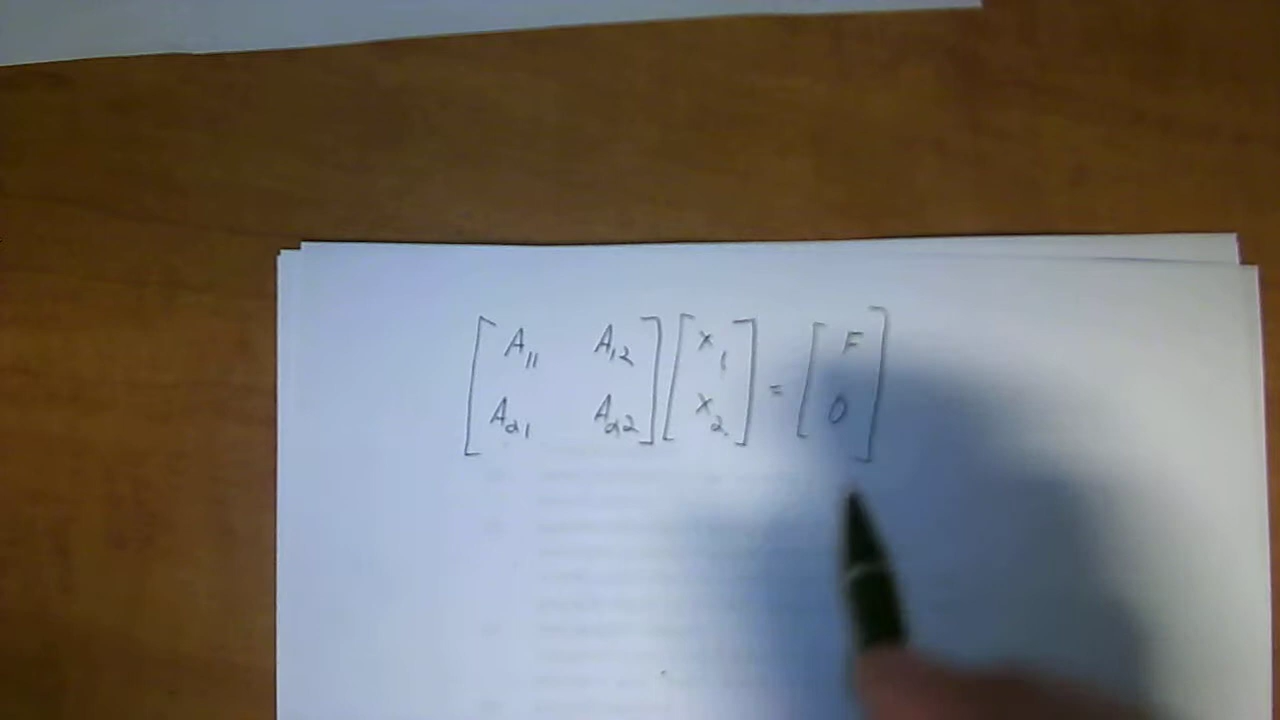 [ A₁₁ A₁₂ ] [ x₁ ] = [ F ]
[ A₂₁ A₂₂ ] [ x₂ ] [ 0 ]